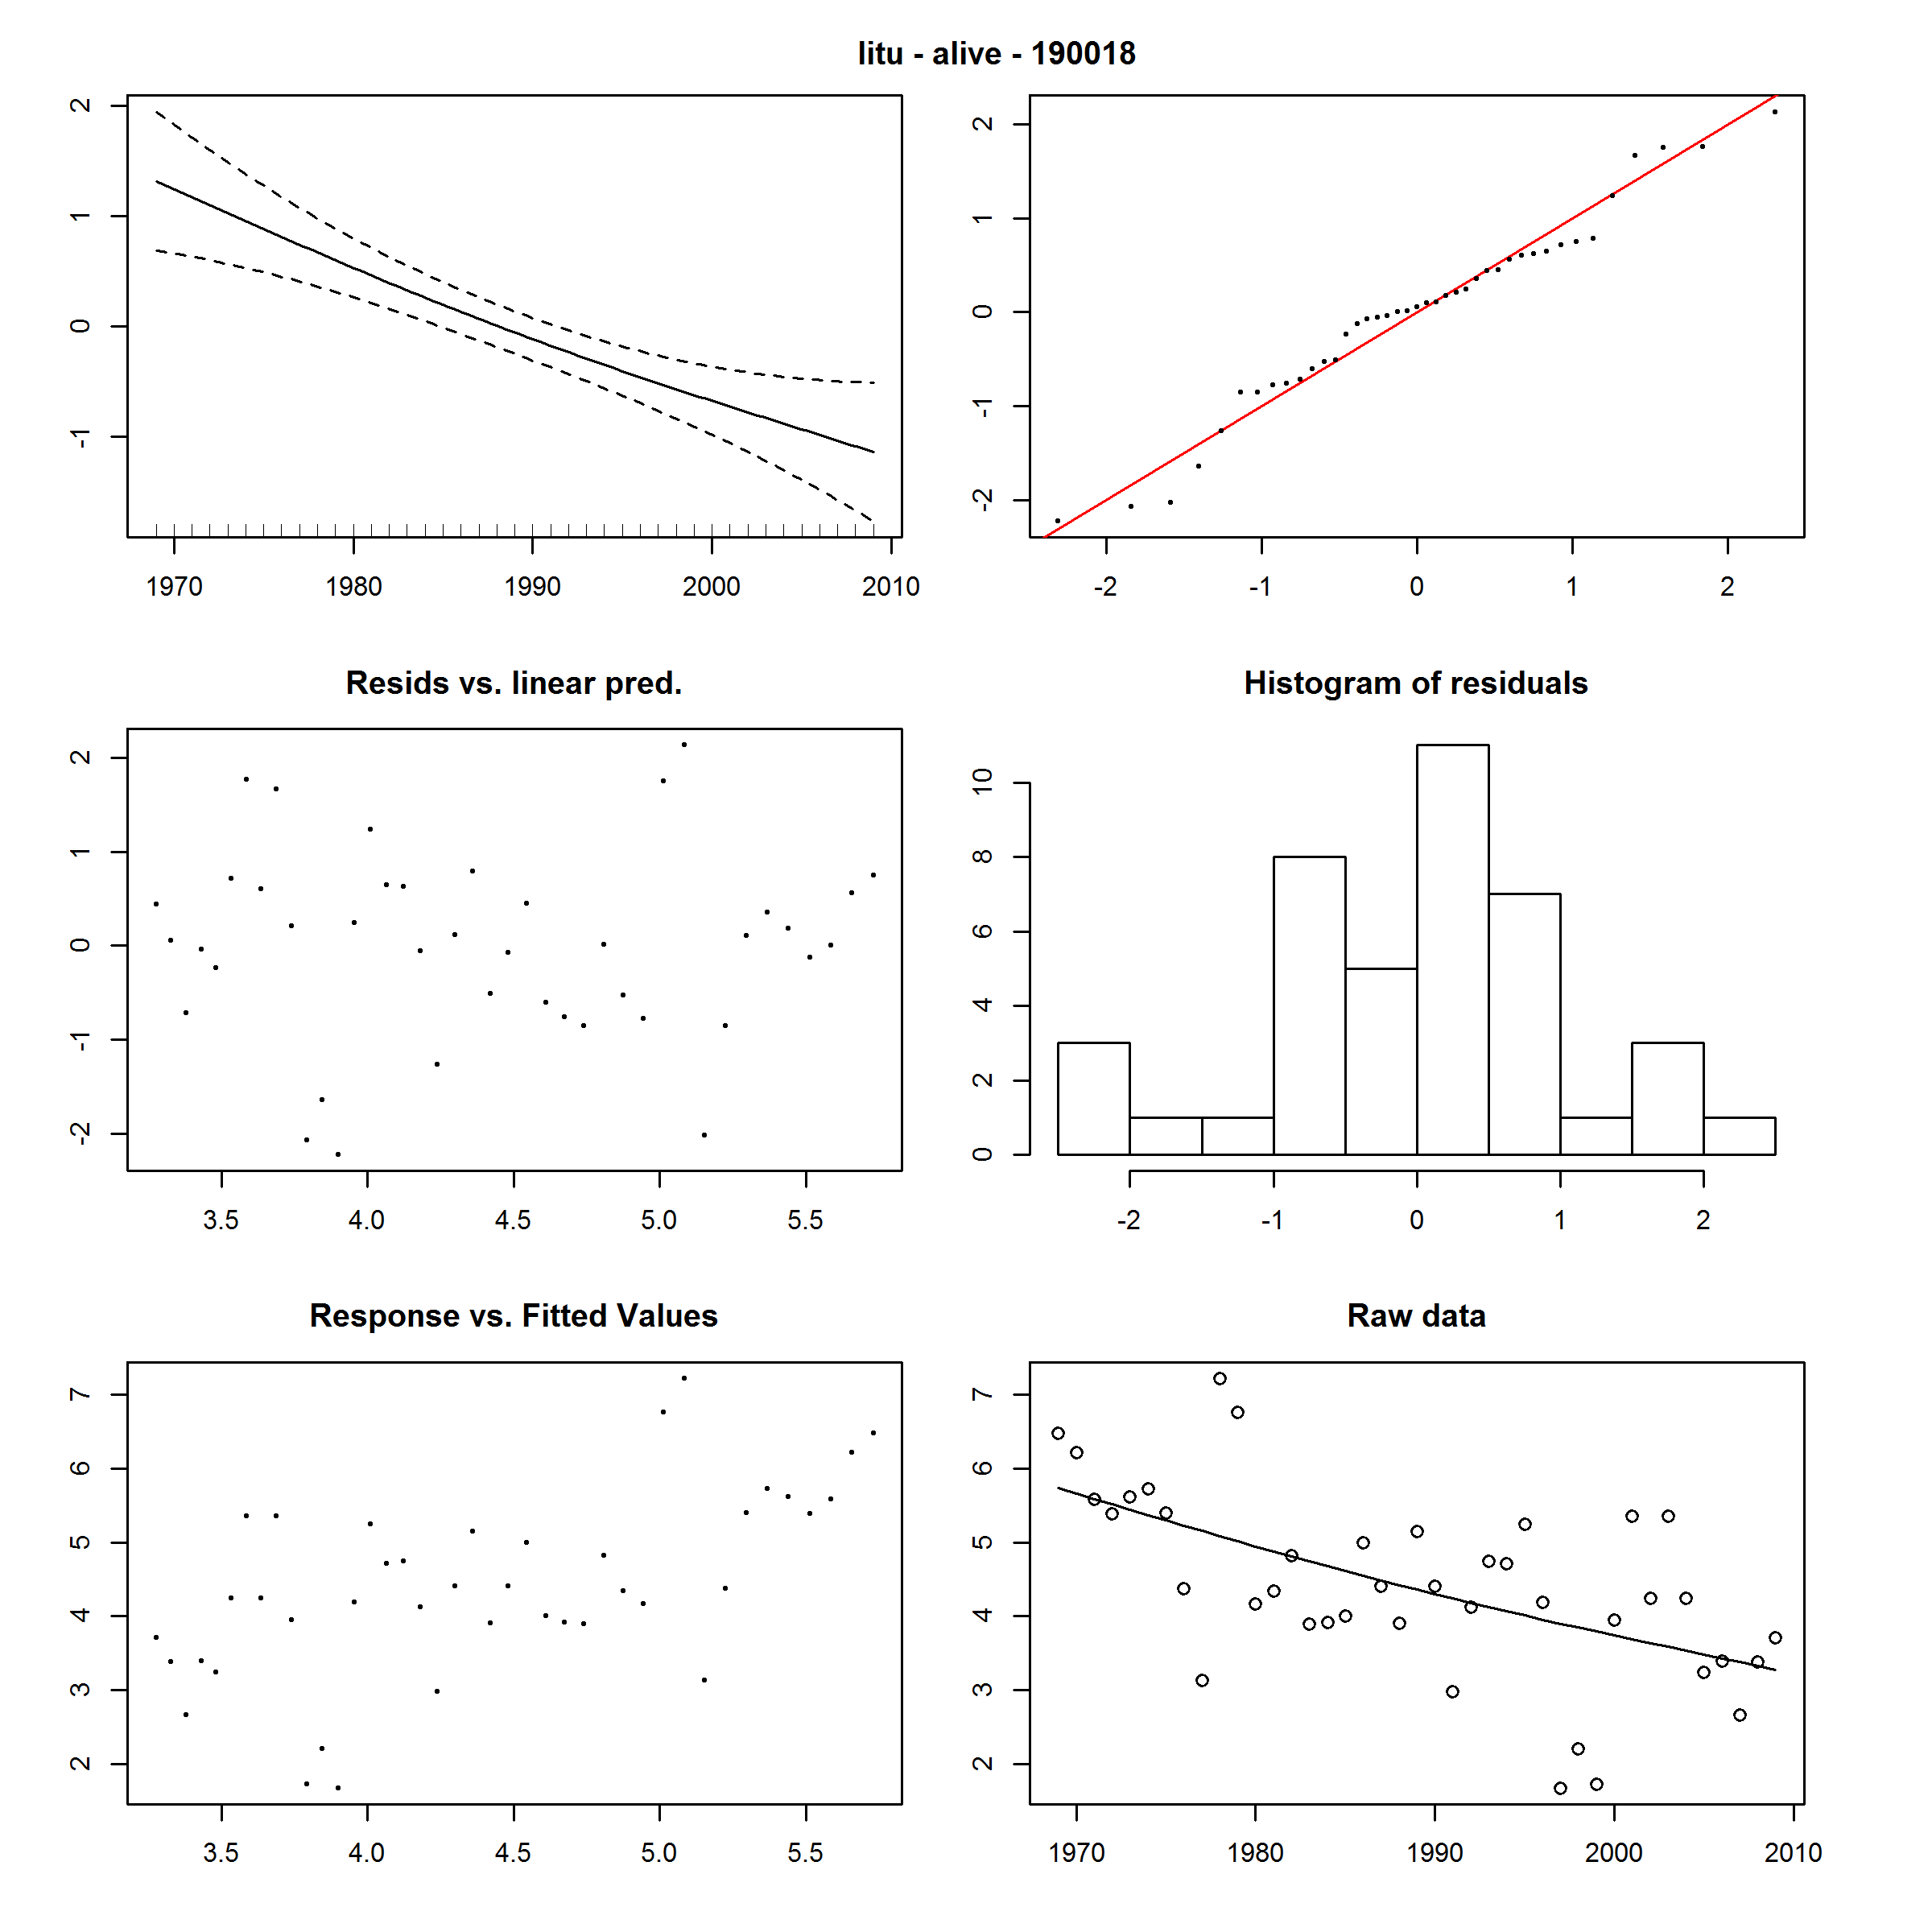 litu - alive - 190018
2
1
0
-1
1970 1980 1990 2000 2010
2
1
0
-1
-2
-2 -1 0 1 2
Resids vs. linear pred.
2
1
0
-1
-2
3.5 4.0 4.5 5.0 5.5
Histogram of residuals
10
8
6
4
2
0
-2 -1 0 1 2
Response vs. Fitted Values
7
6
5
4
3
2
3.5 4.0 4.5 5.0 5.5
Raw data
7
6
5
4
3
2
1970 1980 1990 2000 2010